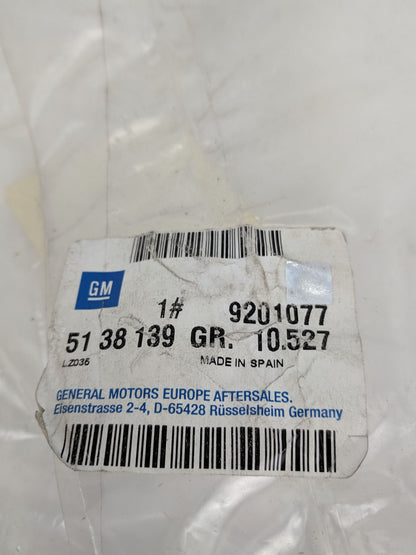 GM
1# 9201077
51 38 139 GR. 10.527
LZ035 MADE IN SPAIN
GENERAL MOTORS EUROPE AFTERSALES.
Eisenstrasse 2-4, D-65428 Rüsselsheim Germany